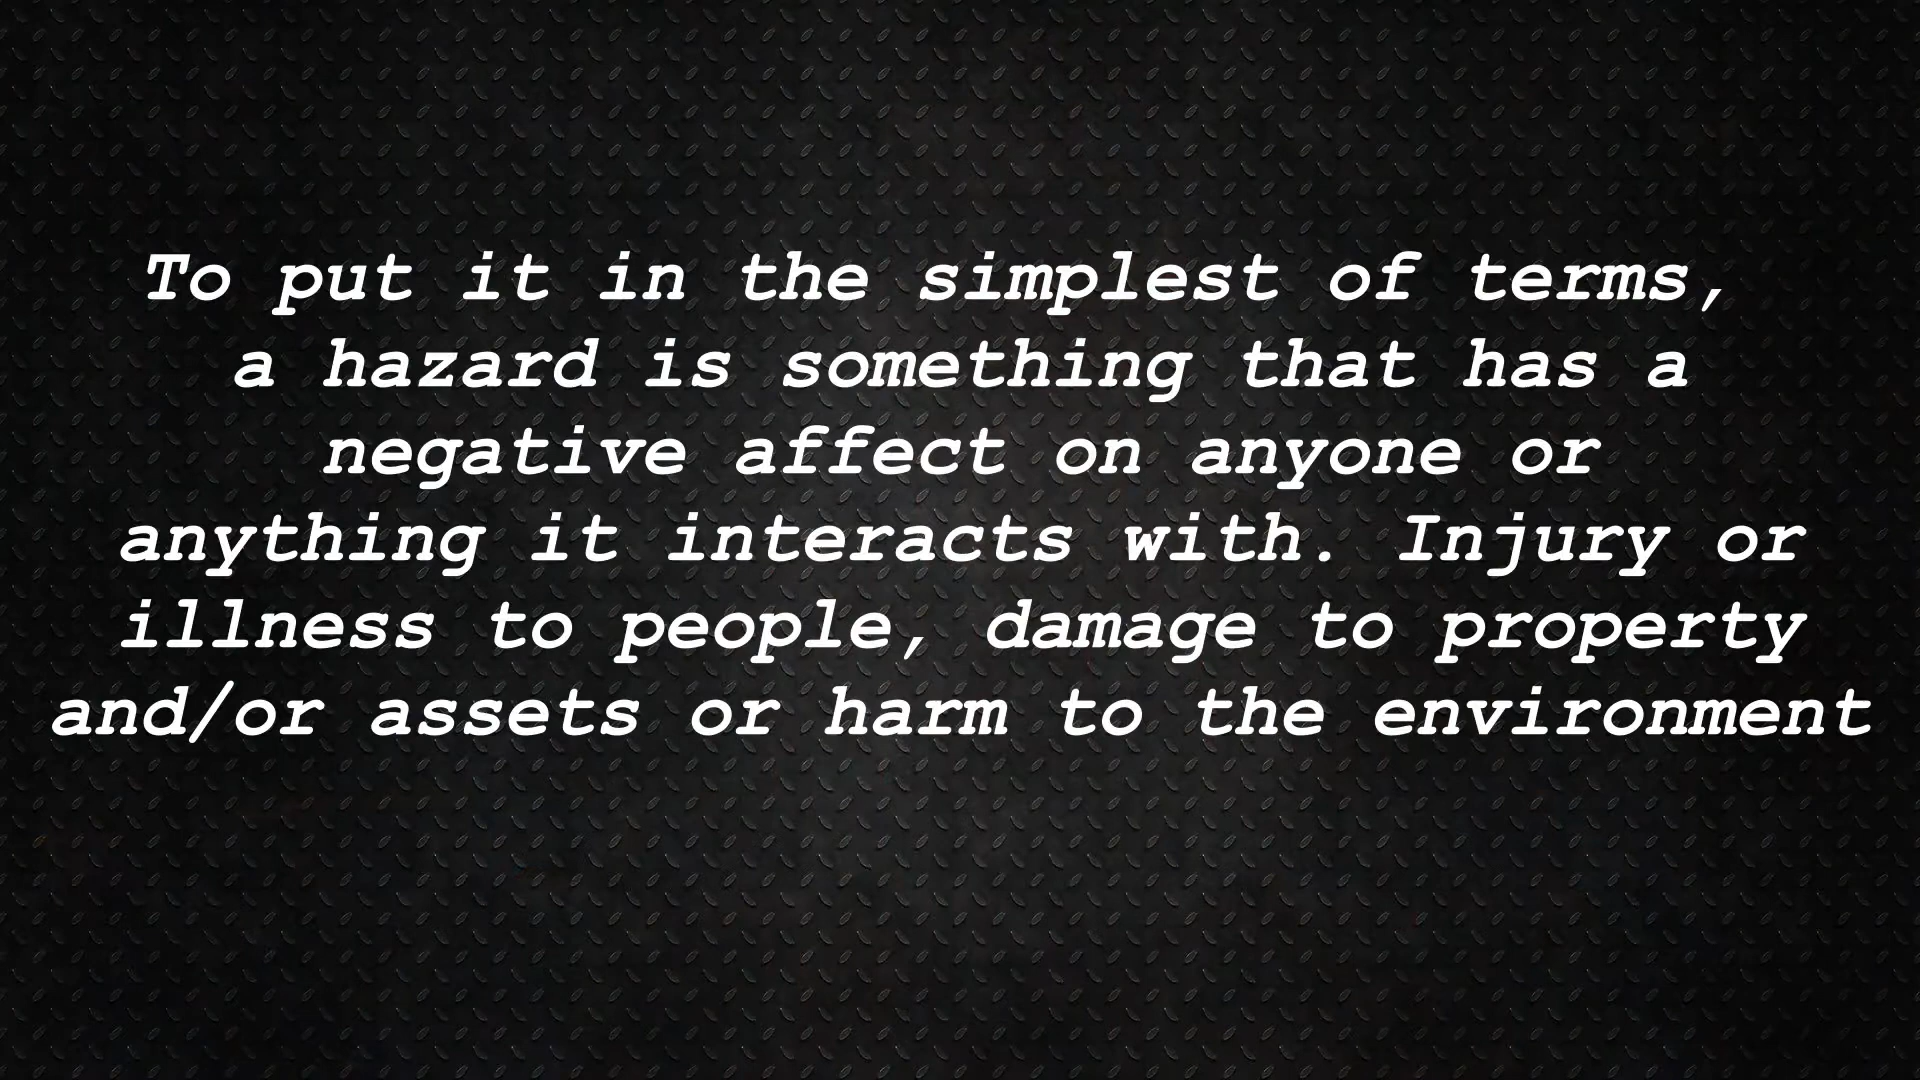 To put it in the simplest of terms,
a hazard is something that has a
negative affect on anyone or
anything it interacts with. Injury or
illness to people, damage to property
and/or assets or harm to the environment